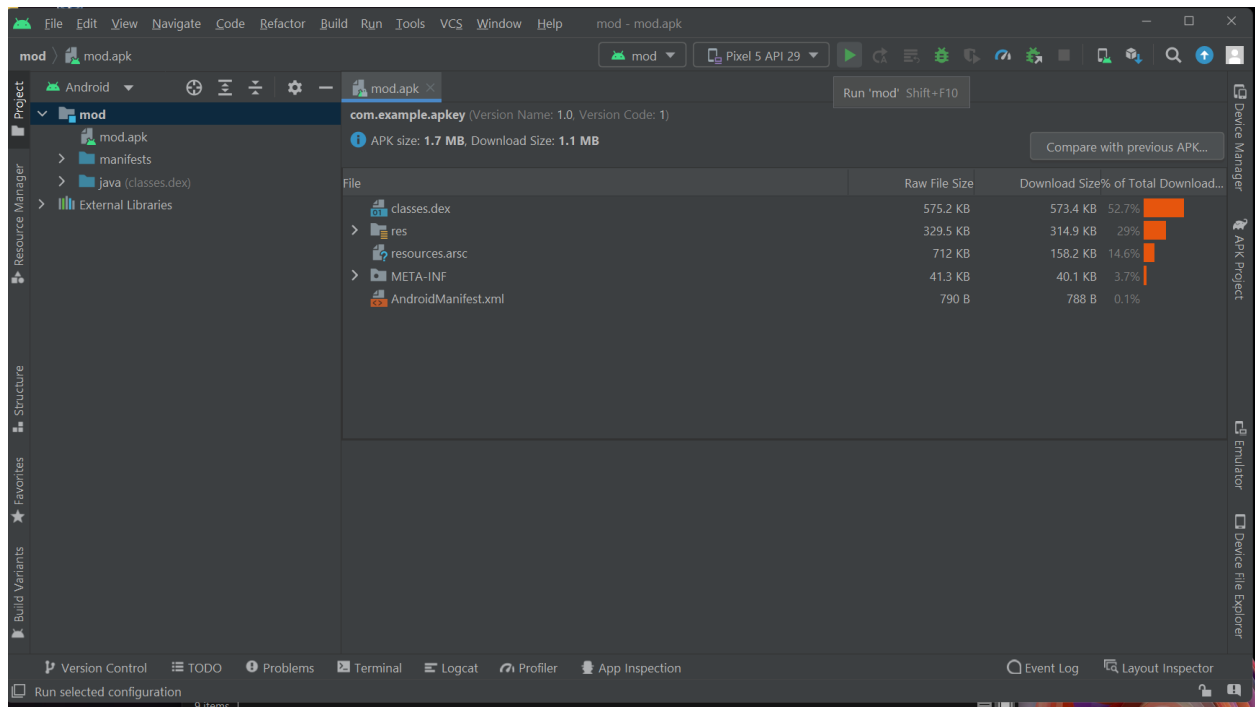 File Edit View Navigate Code Refactor Build Run Tools VCS Window Help mod - mod.apk
mod mod.apk mod Pixel 5 API 29
Run 'mod' Shift+F10
Project
Resource Manager
Structure
Favorites
Build Variants
Android
mod
mod.apk
manifests
java (classes.dex)
External Libraries
mod.apk
com.example.apkey (Version Name: 1.0, Version Code: 1)
APK size: 1.7 MB, Download Size: 1.1 MB
Compare with previous APK...
File Raw File Size Download Size % of Total Download...
classes.dex 575.2 KB 573.4 KB 52.7%
res 329.5 KB 314.9 KB 29%
resources.arsc 712 KB 158.2 KB 14.6%
META-INF 41.3 KB 40.1 KB 3.7%
AndroidManifest.xml 790 B 788 B 0.1%
Device Manager
APK Project
Emulator
Device File Explorer
Version Control TODO Problems Terminal Logcat Profiler App Inspection Event Log Layout Inspector
Run selected configuration
9 items